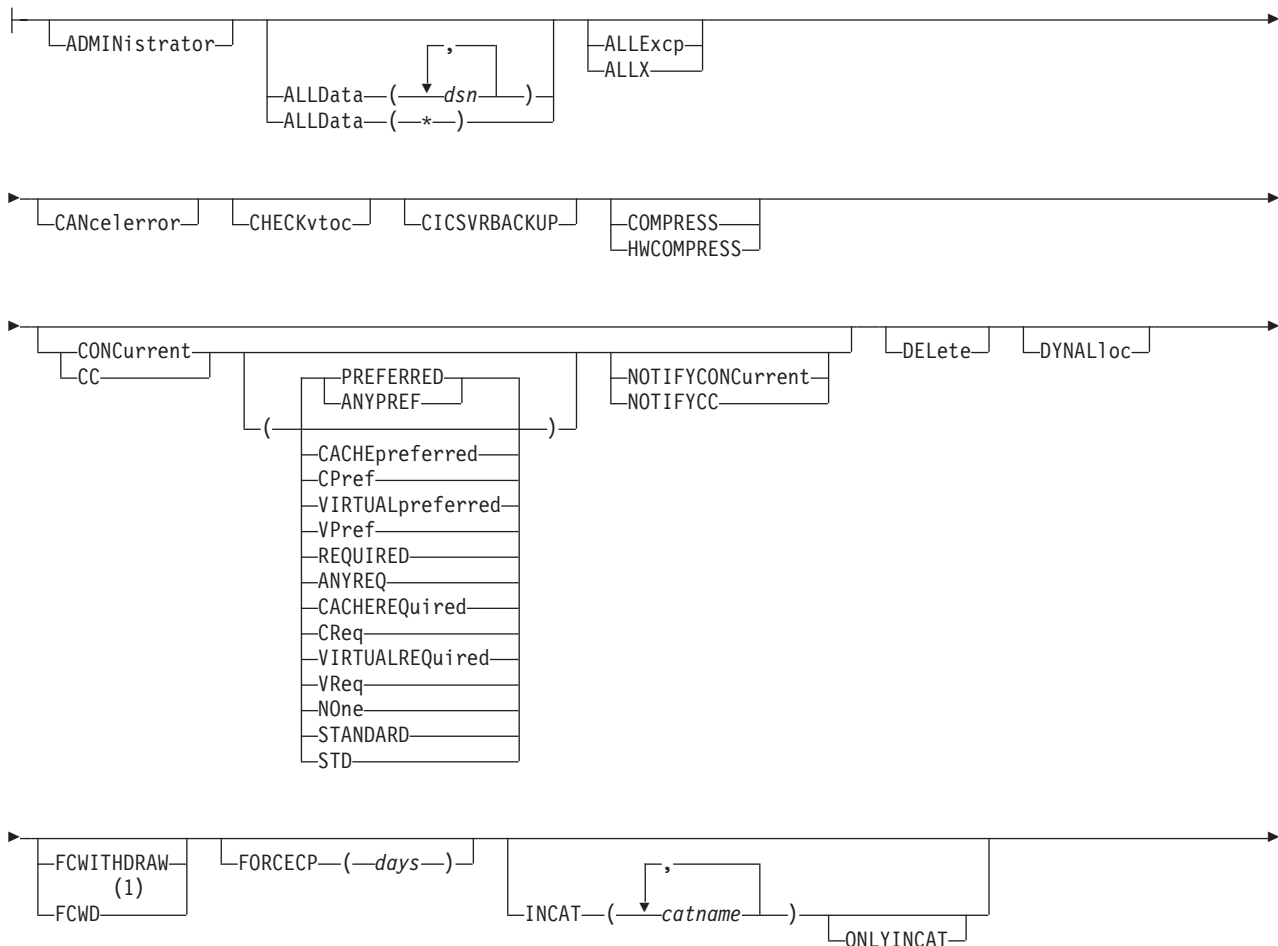 ADMINistrator
,
ALLData ( dsn )
ALLData ( * )
ALLExcp
ALLX
CANcelerror
CHECKvtoc
CICSVRBACKUP
COMPRESS
HWCOMPRESS
CONCurrent
CC
(
PREFERRED
ANYPREF
)
CACHEpreferred
CPref
VIRTUALpreferred
VPref
REQUIRED
ANYREQ
CACHEREQuired
CReq
VIRTUALREQuired
VReq
NOne
STANDARD
STD
NOTIFYCONCurrent
NOTIFYCC
DELete
DYNALloc
FCWITHDRAW
(1)
FCWD
FORCECP ( days )
,
INCAT ( catname )
ONLYINCAT